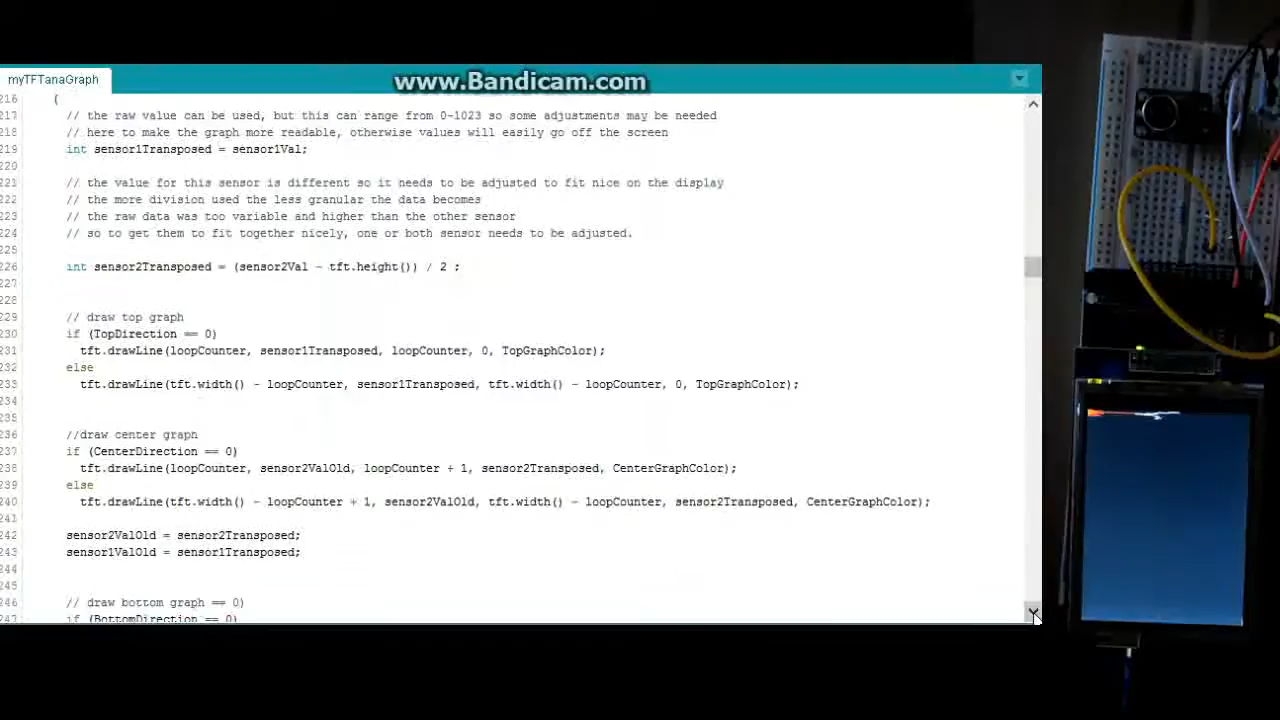 www.Bandicam.com
myTFTanaGraph
216 {
217 // the raw value can be used, but this can range from 0-1023 so some adjustments may be needed
218 // here to make the graph more readable, otherwise values will easily go off the screen
219 int sensor1Transposed = sensor1Val;
220
221 // the value for this sensor is different so it needs to be adjusted to fit nice on the display
222 // the more division used the less granular the data becomes
223 // the raw data was too variable and higher than the other sensor
224 // so to get them to fit together nicely, one or both sensor needs to be adjusted.
225
226 int sensor2Transposed = (sensor2Val - tft.height()) / 2 ;
227
228
229 // draw top graph
230 if (TopDirection == 0)
231 tft.drawLine(loopCounter, sensor1Transposed, loopCounter, 0, TopGraphColor);
232 else
233 tft.drawLine(tft.width() - loopCounter, sensor1Transposed, tft.width() - loopCounter, 0, TopGraphColor);
234
235
236 //draw center graph
237 if (CenterDirection == 0)
238 tft.drawLine(loopCounter, sensor2ValOld, loopCounter + 1, sensor2Transposed, CenterGraphColor);
239 else
240 tft.drawLine(tft.width() - loopCounter + 1, sensor2ValOld, tft.width() - loopCounter, sensor2Transposed, CenterGraphColor);
241
242 sensor2ValOld = sensor2Transposed;
243 sensor1ValOld = sensor1Transposed;
244
245
246 // draw bottom graph == 0)
247 if (BottomDirection == 0)